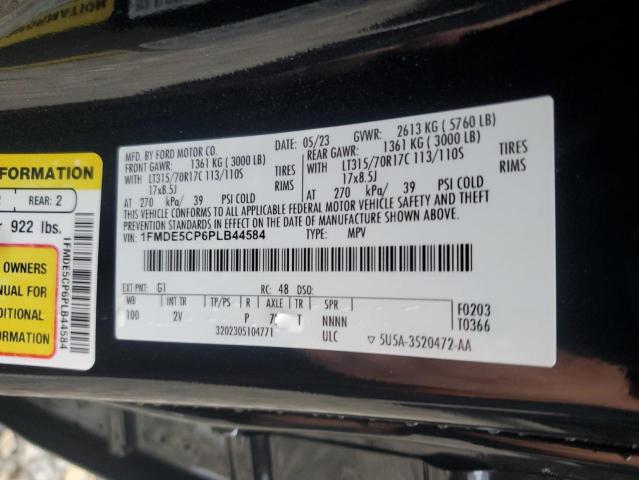 MFD. BY FORD MOTOR CO.
DATE: 05/23
GVWR: 2613 KG ( 5760 LB)
FRONT GAWR: 1361 KG ( 3000 LB)
REAR GAWR: 1361 KG ( 3000 LB)
LT315/70R17C 113/110S TIRES
LT315/70R17C 113/110S TIRES
17x8.5J RIMS
17x8.5J RIMS
AT 270 kPa/ 39 PSI COLD
AT 270 kPa/ 39 PSI COLD
THIS VEHICLE CONFORMS TO ALL APPLICABLE FEDERAL MOTOR VEHICLE SAFETY AND THEFT PREVENTION STANDARDS IN EFFECT ON THE
DATE OF MANUFACTURE SHOWN ABOVE.
VIN: 1FMDE5CP6PLB44584
TYPE: MPV
EXT PNT: G1 RC: 48 DSO:
WB INT TR TP/PS R AXLE TR SPR
100 2V P T NNNN
F0203
T0366
3202305104771
ULC
5U5A-3520472-AA
FORMATION
REAR: 2
922 lbs.
OWNERS
NUAL FOR
DITIONAL
ORMATION
1FMDE5CP6PLB44584